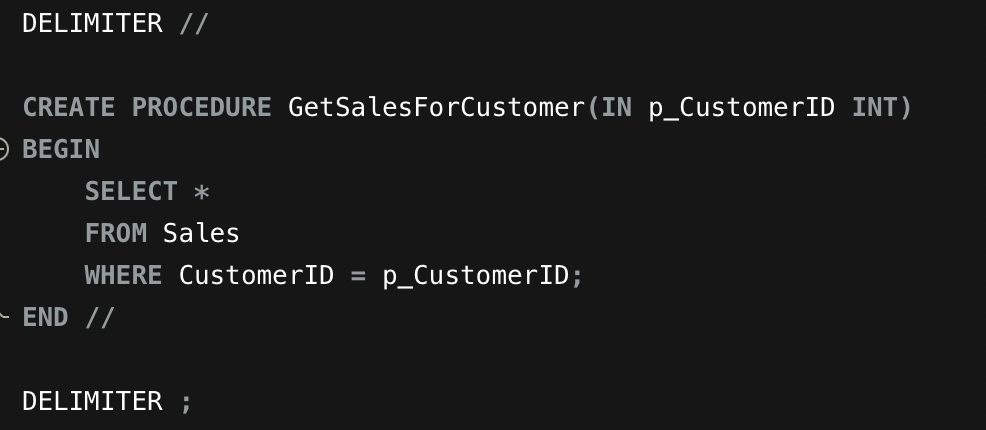 DELIMITER //
CREATE PROCEDURE GetSalesForCustomer(IN p_CustomerID INT)
BEGIN
SELECT *
FROM Sales
WHERE CustomerID = p_CustomerID;
END //
DELIMITER ;